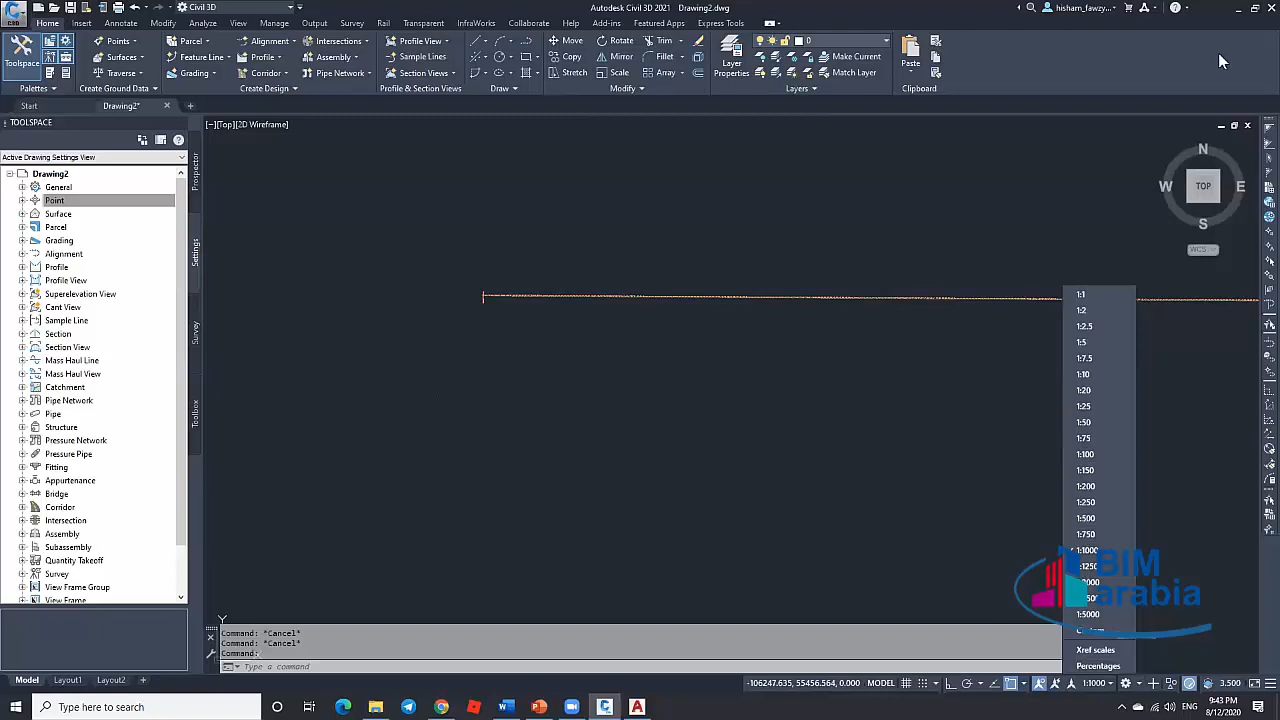 Civil 3D
Autodesk Civil 3D 2021 Drawing2.dwg
hisham_fawzy...
C3D
Home Insert Annotate Modify Analyze View Manage Output Survey Rail Transparent InfraWorks Collaborate Help Add-ins Featured Apps Express Tools
Points Parcel Alignment Intersections Profile View Move Rotate Trim 0
Surfaces Feature Line Profile Assembly Sample Lines Copy Mirror Fillet Make Current
Traverse Grading Corridor Pipe Network Section Views Stretch Scale Array Match Layer
Toolspace
Layer
Properties
Paste
Palettes Create Ground Data Create Design Profile & Section Views Draw Modify Layers Clipboard
Start Drawing2*
TOOLSPACE
Active Drawing Settings View
Drawing2
General
Point
Surface
Parcel
Grading
Alignment
Profile
Profile View
Superelevation View
Cant View
Sample Line
Section
Section View
Mass Haul Line
Mass Haul View
Catchment
Pipe Network
Pipe
Structure
Pressure Network
Pressure Pipe
Fitting
Appurtenance
Bridge
Corridor
Intersection
Assembly
Subassembly
Quantity Takeoff
Survey
View Frame Group
View Frame
Prospector
Settings
Survey
Toolbox
[−][Top][2D Wireframe]
N
W TOP E
S
WCS
1:1
1:2
1:2.5
1:5
1:7.5
1:10
1:20
1:25
1:50
1:75
1:100
1:150
1:200
1:250
1:500
1:750
1:1000
1:5000
Xref scales
Percentages
BIM
arabia
Y
Command: *Cancel*
Command: *Cancel*
Command:
Type a command
Model Layout1 Layout2
-106247.635, 55456.564, 0.000 MODEL 1:1000 3.500
Type here to search
ENG
9:43 PM
8/12/2020